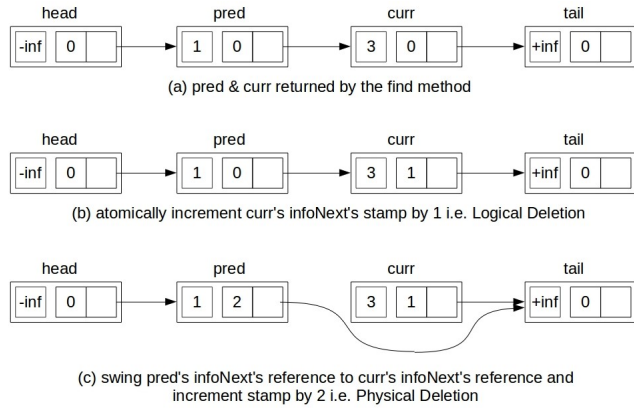 head pred curr tail
-inf 0 1 0 3 0 +inf 0
(a) pred & curr returned by the find method
head pred curr tail
-inf 0 1 0 3 1 +inf 0
(b) atomically increment curr's infoNext's stamp by 1 i.e. Logical Deletion
head pred curr tail
-inf 0 1 2 3 1 +inf 0
(c) swing pred's infoNext's reference to curr's infoNext's reference and
increment stamp by 2 i.e. Physical Deletion